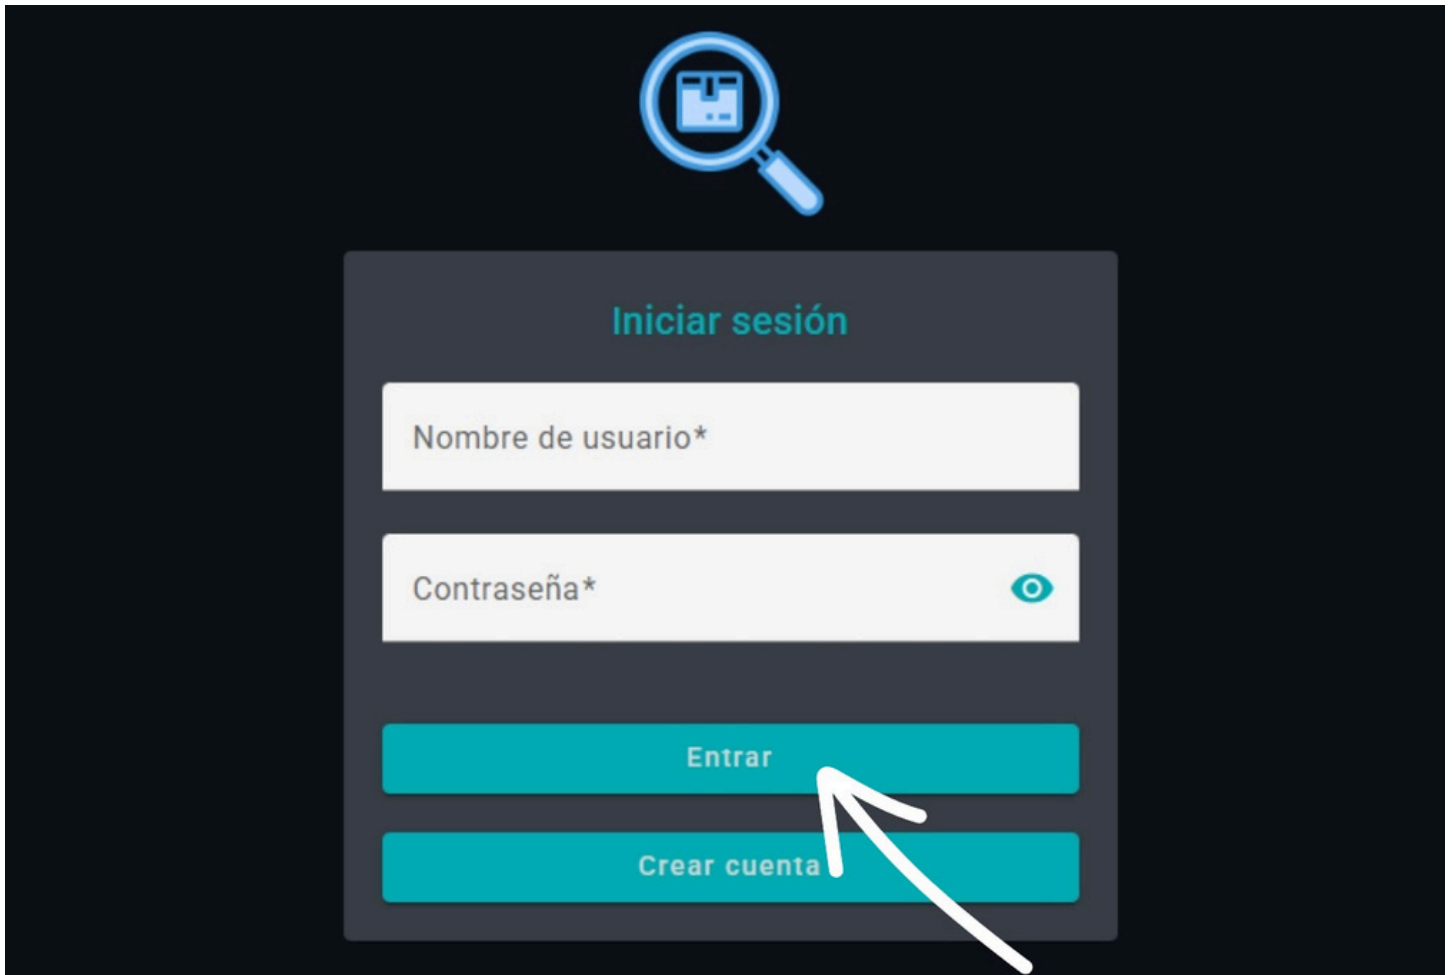 Iniciar sesión
Nombre de usuario*
Contraseña*
Entrar
Crear cuenta